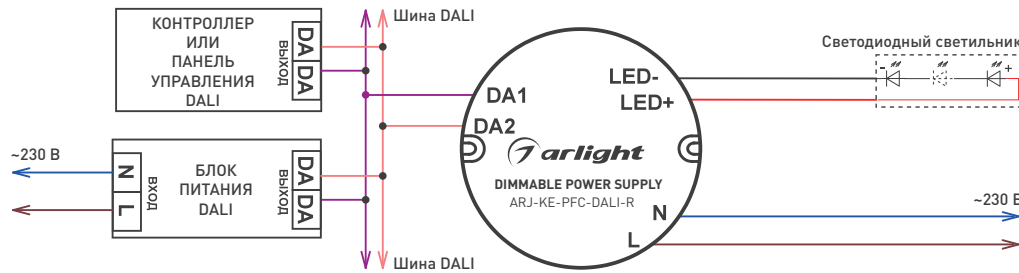 Шина DALI
КОНТРОЛЛЕР
ИЛИ
ПАНЕЛЬ
УПРАВЛЕНИЯ
DALI
ВЫХОД
DA
DA
Светодиодный светильник
-
+
LED-
LED+
DA1
DA2
arlight
DIMMABLE POWER SUPPLY
ARJ-KE-PFC-DALI-R
N
L
~230 В
~230 В
N
L
ВХОД
БЛОК
ПИТАНИЯ
DALI
ВЫХОД
DA
DA
Шина DALI